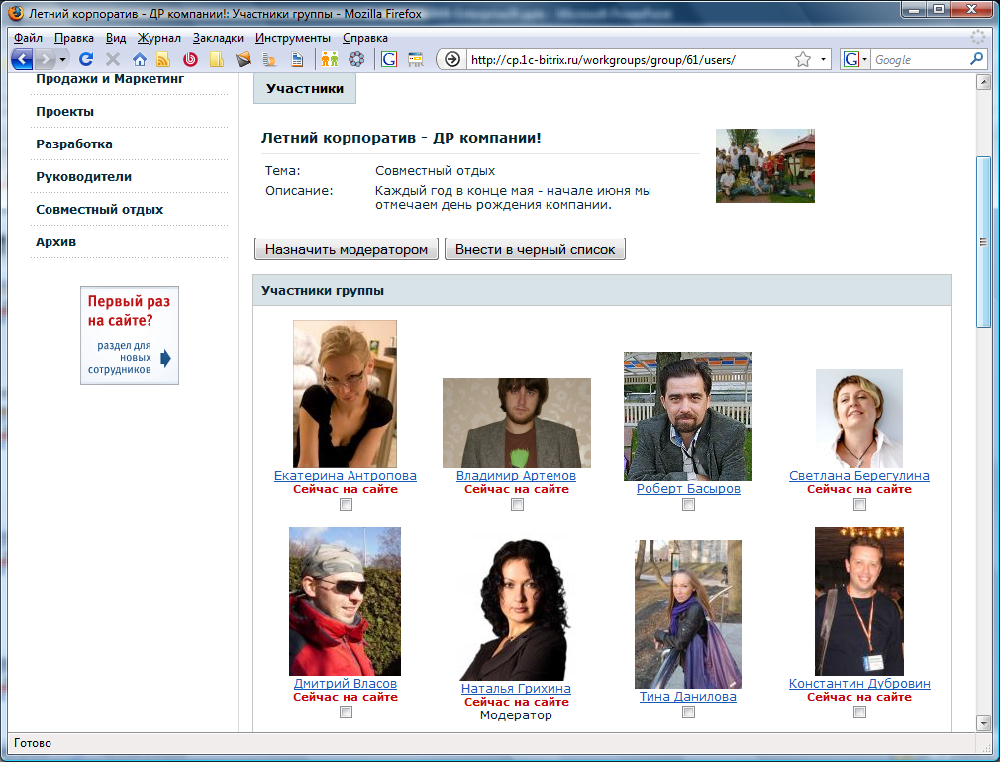 Летний корпоратив - ДР компании!: Участники группы - Mozilla Firefox
Файл Правка Вид Журнал Закладки Инструменты Справка
http://cp.1c-bitrix.ru/workgroups/group/61/users/
Google
Продажи и Маркетинг
Проекты
Разработка
Руководители
Совместный отдых
Архив
Первый раз
на сайте?
раздел для
новых
сотрудников
Участники
Летний корпоратив - ДР компании!
Тема: Совместный отдых
Описание: Каждый год в конце мая - начале июня мы
отмечаем день рождения компании.
Назначить модератором Внести в черный список
Участники группы
Екатерина Антропова
Сейчас на сайте
Владимир Артемов
Сейчас на сайте
Роберт Басыров
Светлана Берегулина
Сейчас на сайте
Дмитрий Власов
Сейчас на сайте
Наталья Грихина
Сейчас на сайте
Модератор
Тина Данилова
Константин Дубровин
Сейчас на сайте
Готово